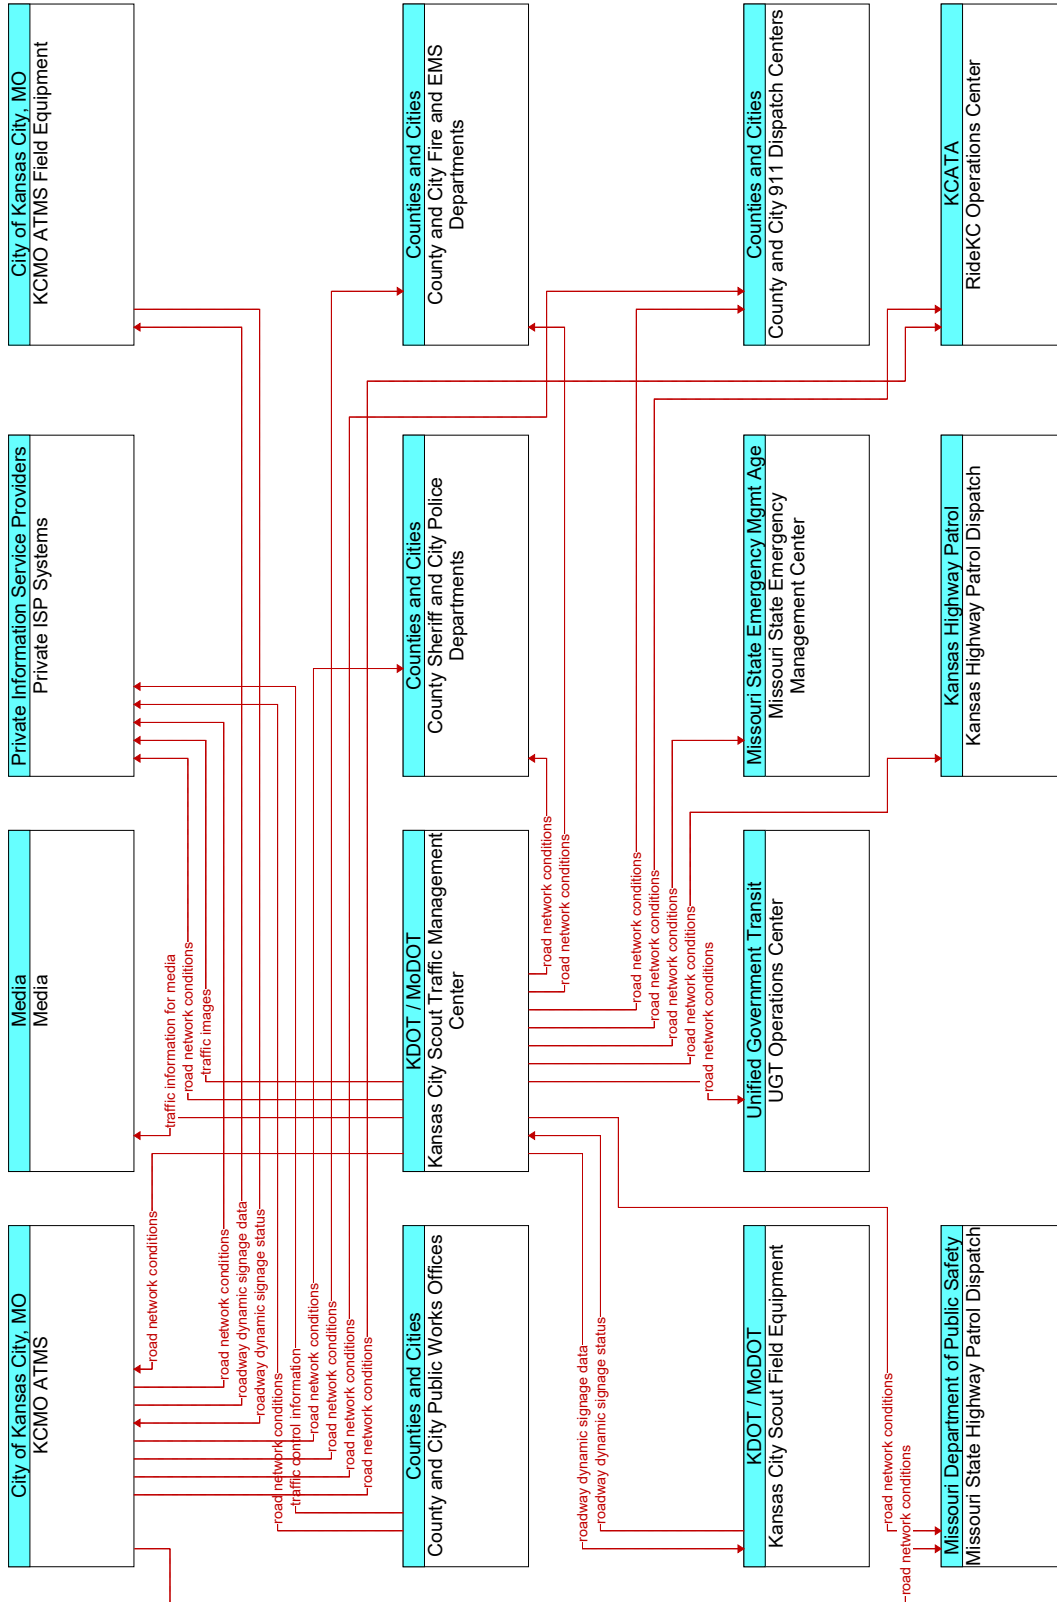 City of Kansas City, MO
KCMO ATMS
Media
Media
Private Information Service Providers
Private ISP Systems
City of Kansas City, MO
KCMO ATMS Field Equipment
road network conditions
traffic information for media
road network conditions
traffic images
road network conditions
roadway dynamic signage data
roadway dynamic signage status
road network conditions
traffic control information
road network conditions
road network conditions
road network conditions
road network conditions
Counties and Cities
County and City Public Works Offices
KDOT / MoDOT
Kansas City Scout Traffic Management
Center
Counties and Cities
County Sheriff and City Police
Departments
Counties and Cities
County and City Fire and EMS
Departments
road network conditions
road network conditions
roadway dynamic signage data
roadway dynamic signage status
road network conditions
road network conditions
road network conditions
road network conditions
road network conditions
KDOT / MoDOT
Kansas City Scout Field Equipment
Unified Government Transit
UGT Operations Center
Missouri State Emergency Mgmt Age
Missouri State Emergency
Management Center
Counties and Cities
County and City 911 Dispatch Centers
road network conditions
road network conditions
Missouri Department of Public Safety
Missouri State Highway Patrol Dispatch
Kansas Highway Patrol
Kansas Highway Patrol Dispatch
KCATA
RideKC Operations Center